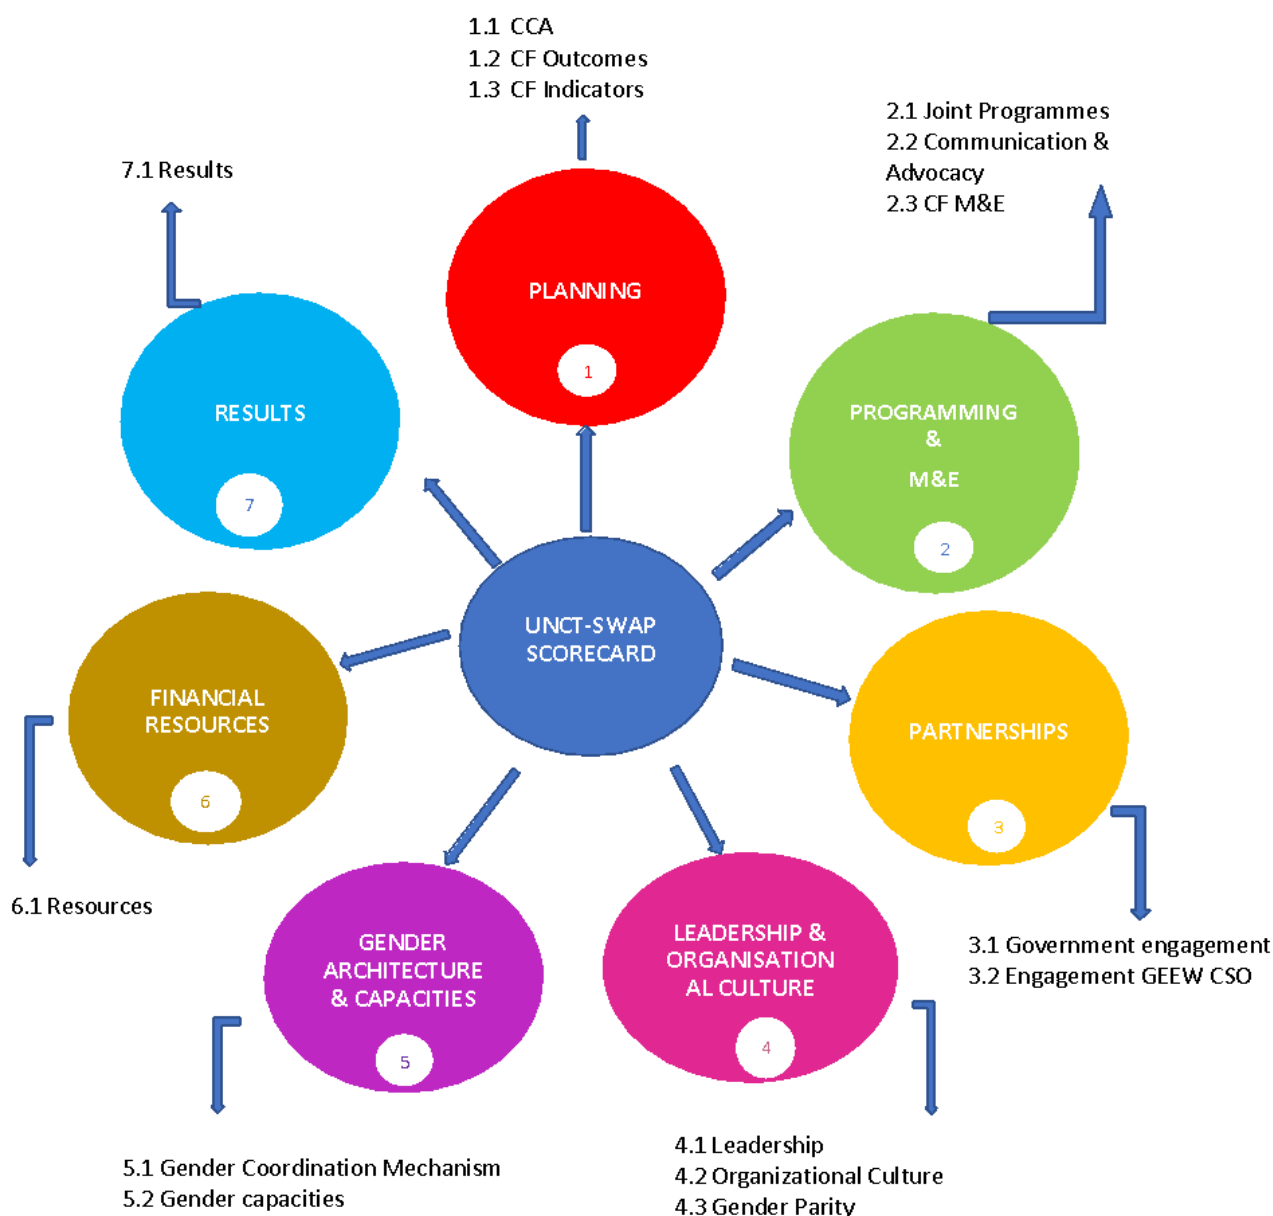 1.1 CCA
1.2 CF Outcomes
1.3 CF Indicators
2.1 Joint Programmes
2.2 Communication &
Advocacy
2.3 CF M&E
7.1 Results
PLANNING
1
RESULTS
7
PROGRAMMING
&
M&E
2
UNCT-SWAP
SCORECARD
FINANCIAL
RESOURCES
6
PARTNERSHIPS
3
6.1 Resources
GENDER
ARCHITECTURE
& CAPACITIES
5
LEADERSHIP &
ORGANISATION
AL CULTURE
4
3.1 Government engagement
3.2 Engagement GEEW CSO
5.1 Gender Coordination Mechanism
5.2 Gender capacities
4.1 Leadership
4.2 Organizational Culture
4.3 Gender Parity